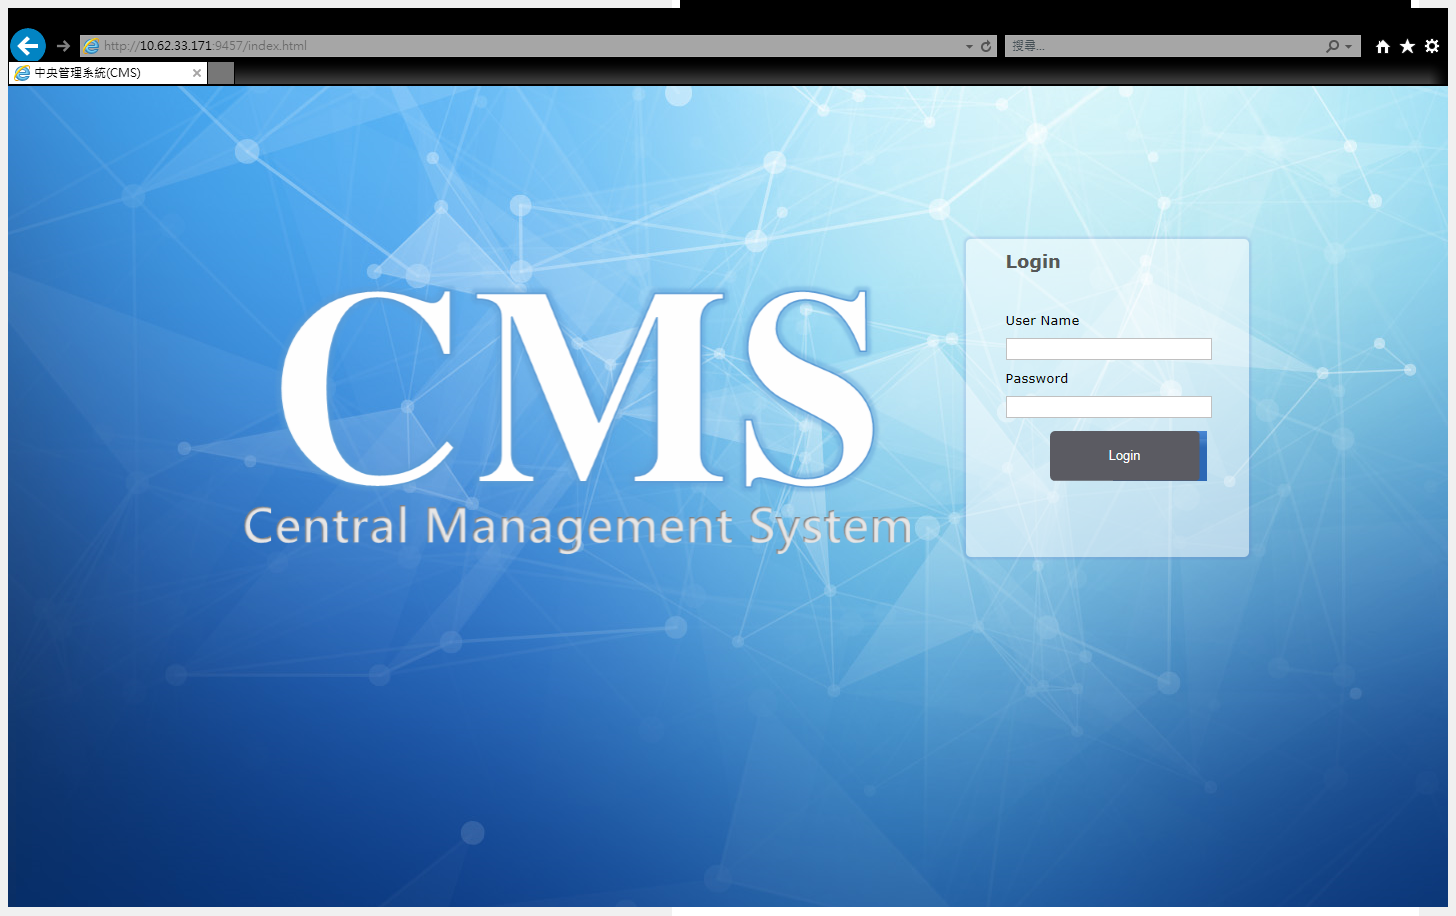 http://10.62.33.171:9457/index.html
搜尋...
中央管理系統(CMS)
CMS
Central Management System
Login
User Name
Password
Login